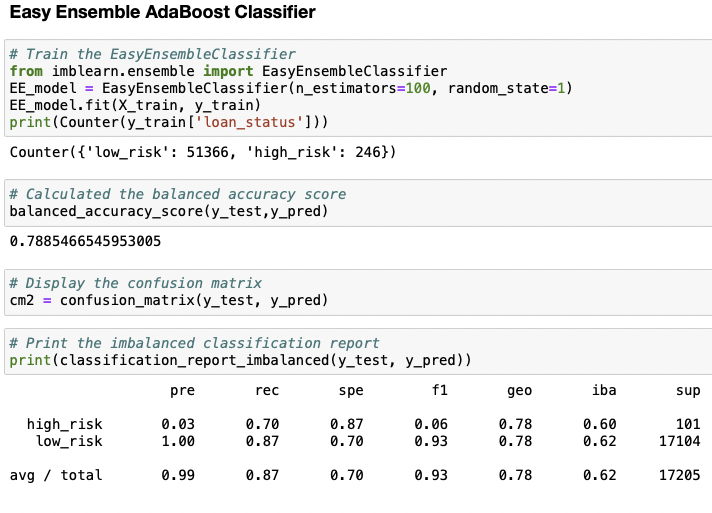 Easy Ensemble AdaBoost Classifier
# Train the EasyEnsembleClassifier
from imblearn.ensemble import EasyEnsembleClassifier
EE_model = EasyEnsembleClassifier(n_estimators=100, random_state=1)
EE_model.fit(X_train, y_train)
print(Counter(y_train['loan_status']))
Counter({'low_risk': 51366, 'high_risk': 246})
# Calculated the balanced accuracy score
balanced_accuracy_score(y_test,y_pred)
0.7885466545953005
# Display the confusion matrix
cm2 = confusion_matrix(y_test, y_pred)
# Print the imbalanced classification report
print(classification_report_imbalanced(y_test, y_pred))
pre rec spe f1 geo iba sup
high_risk 0.03 0.70 0.87 0.06 0.78 0.60 101
low_risk 1.00 0.87 0.70 0.93 0.78 0.62 17104
avg / total 0.99 0.87 0.70 0.93 0.78 0.62 17205